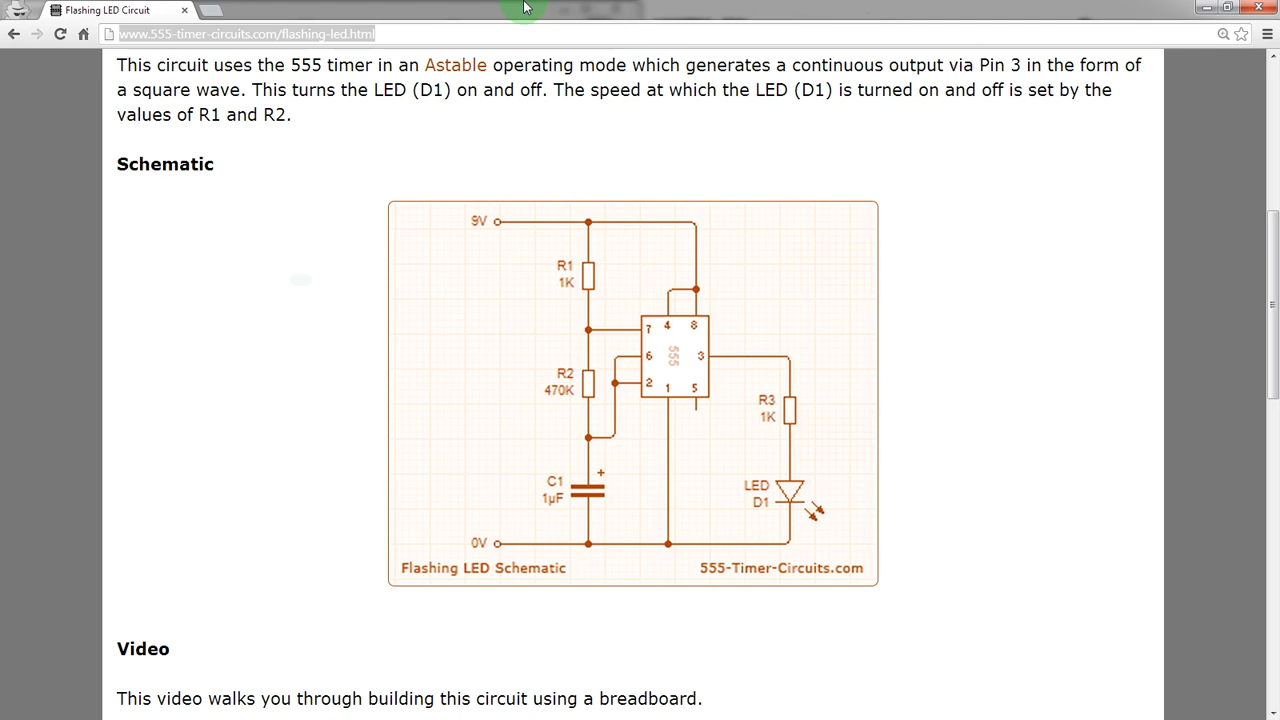 Flashing LED Circuit
www.555-timer-circuits.com/flashing-led.html
This circuit uses the 555 timer in an Astable operating mode which generates a continuous output via Pin 3 in the form of
a square wave. This turns the LED (D1) on and off. The speed at which the LED (D1) is turned on and off is set by the
values of R1 and R2.
Schematic
9V
R1
1K
7 4 8
6 555 3
2 1 5
R2
470K
R3
1K
C1
1µF
+
LED
D1
0V
Flashing LED Schematic 555-Timer-Circuits.com
Video
This video walks you through building this circuit using a breadboard.